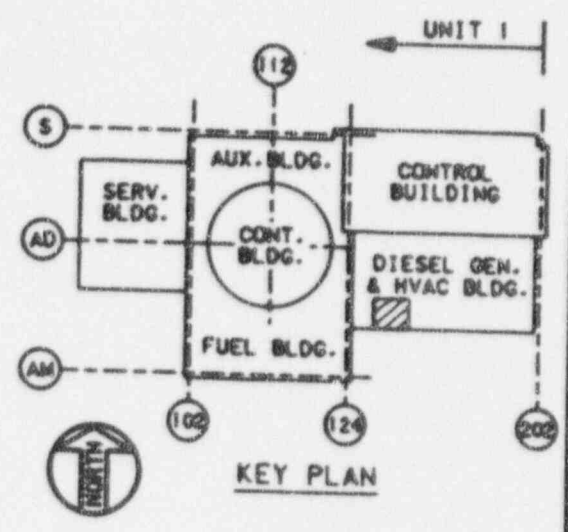 UNIT 1
112
S
AUX. BLDG.
CONTROL
BUILDING
SERV.
BLDG.
AD
CONT.
BLDG.
DIESEL GEN.
& HVAC BLDG.
FUEL BLDG.
AM
102
124
202
NORTH
KEY PLAN